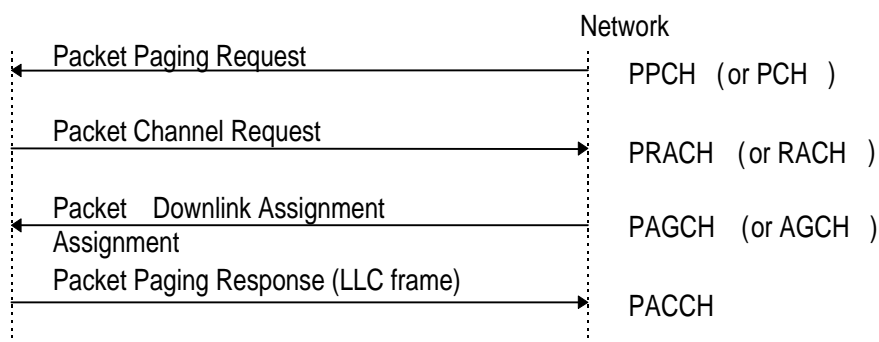 Network
Packet Paging Request
PPCH (or PCH )
Packet Channel Request
PRACH (or RACH )
Packet Downlink Assignment
Assignment
PAGCH (or AGCH )
Packet Paging Response (LLC frame)
PACCH